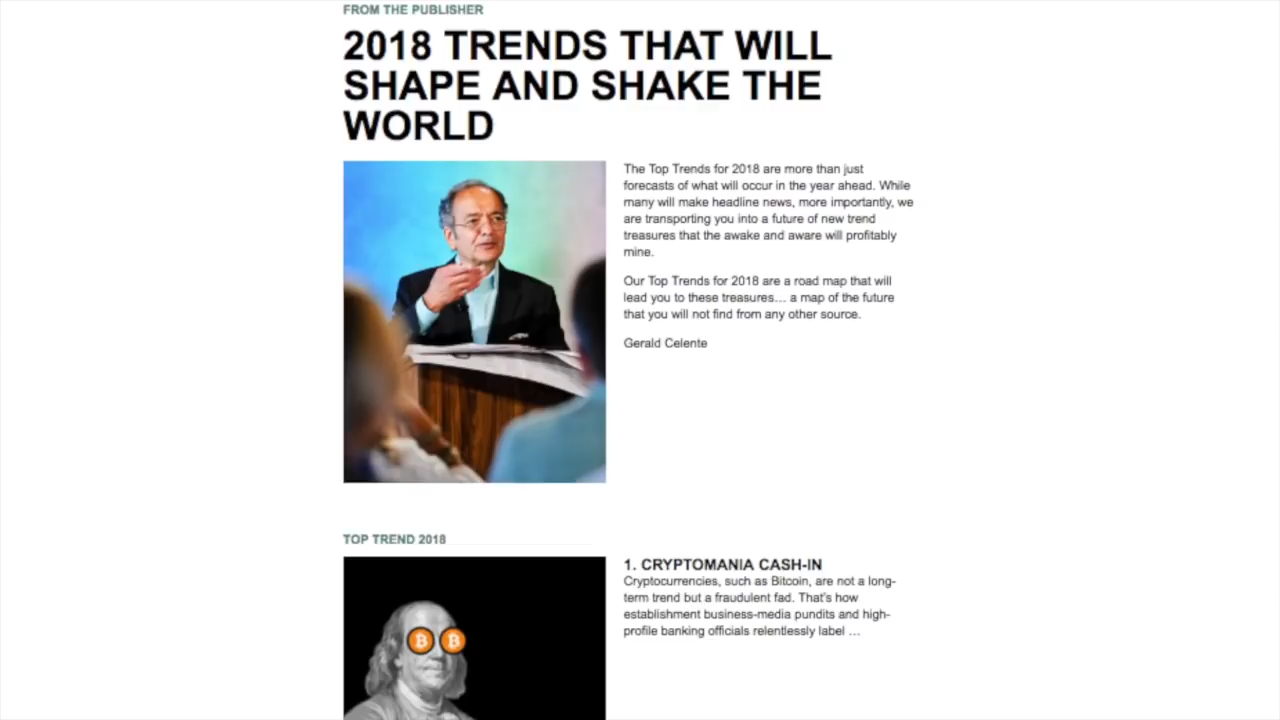 FROM THE PUBLISHER
2018 TRENDS THAT WILL
SHAPE AND SHAKE THE
WORLD
The Top Trends for 2018 are more than just
forecasts of what will occur in the year ahead. While
many will make headline news, more importantly, we
are transporting you into a future of new trend
treasures that the awake and aware will profitably
mine.
Our Top Trends for 2018 are a road map that will
lead you to these treasures… a map of the future
that you will not find from any other source.
Gerald Celente
TOP TREND 2018
1. CRYPTOMANIA CASH-IN
Cryptocurrencies, such as Bitcoin, are not a long-
term trend but a fraudulent fad. That's how
establishment business-media pundits and high-
profile banking officials relentlessly label …